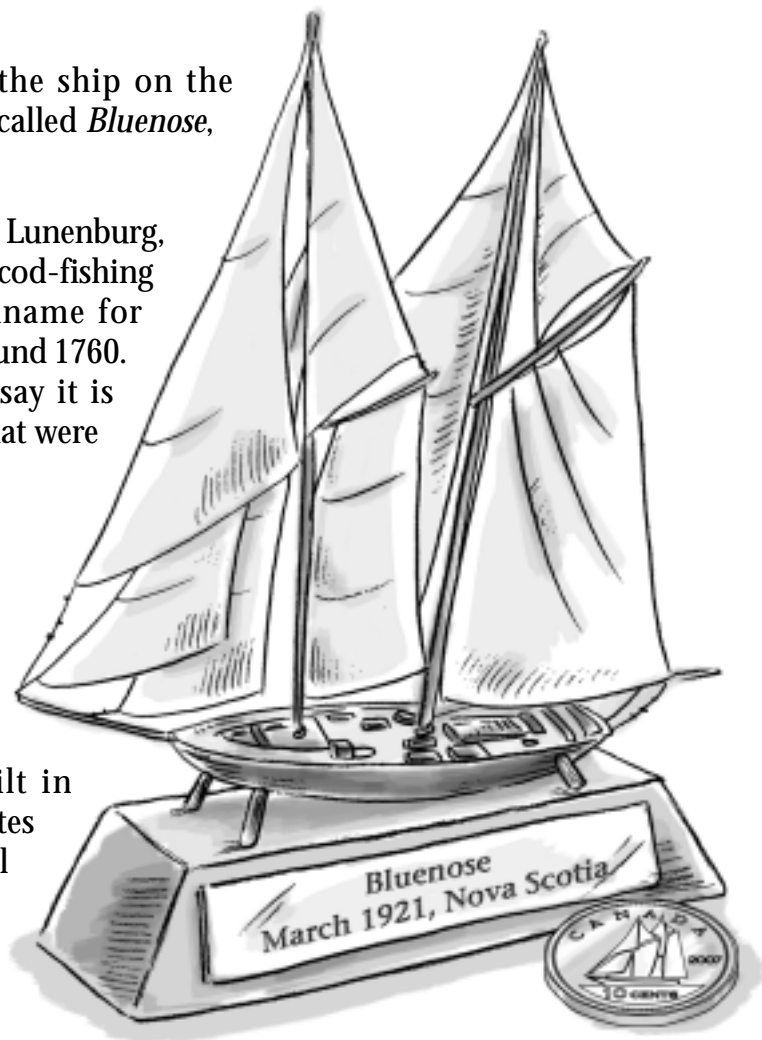 the ship on the
called Bluenose,
Lunenburg,
cod-fishing
name for
und 1760.
say it is
at were
ilt in
tes
l
Bluenose
March 1921, Nova Scotia
CANADA
2007
10 CENTS